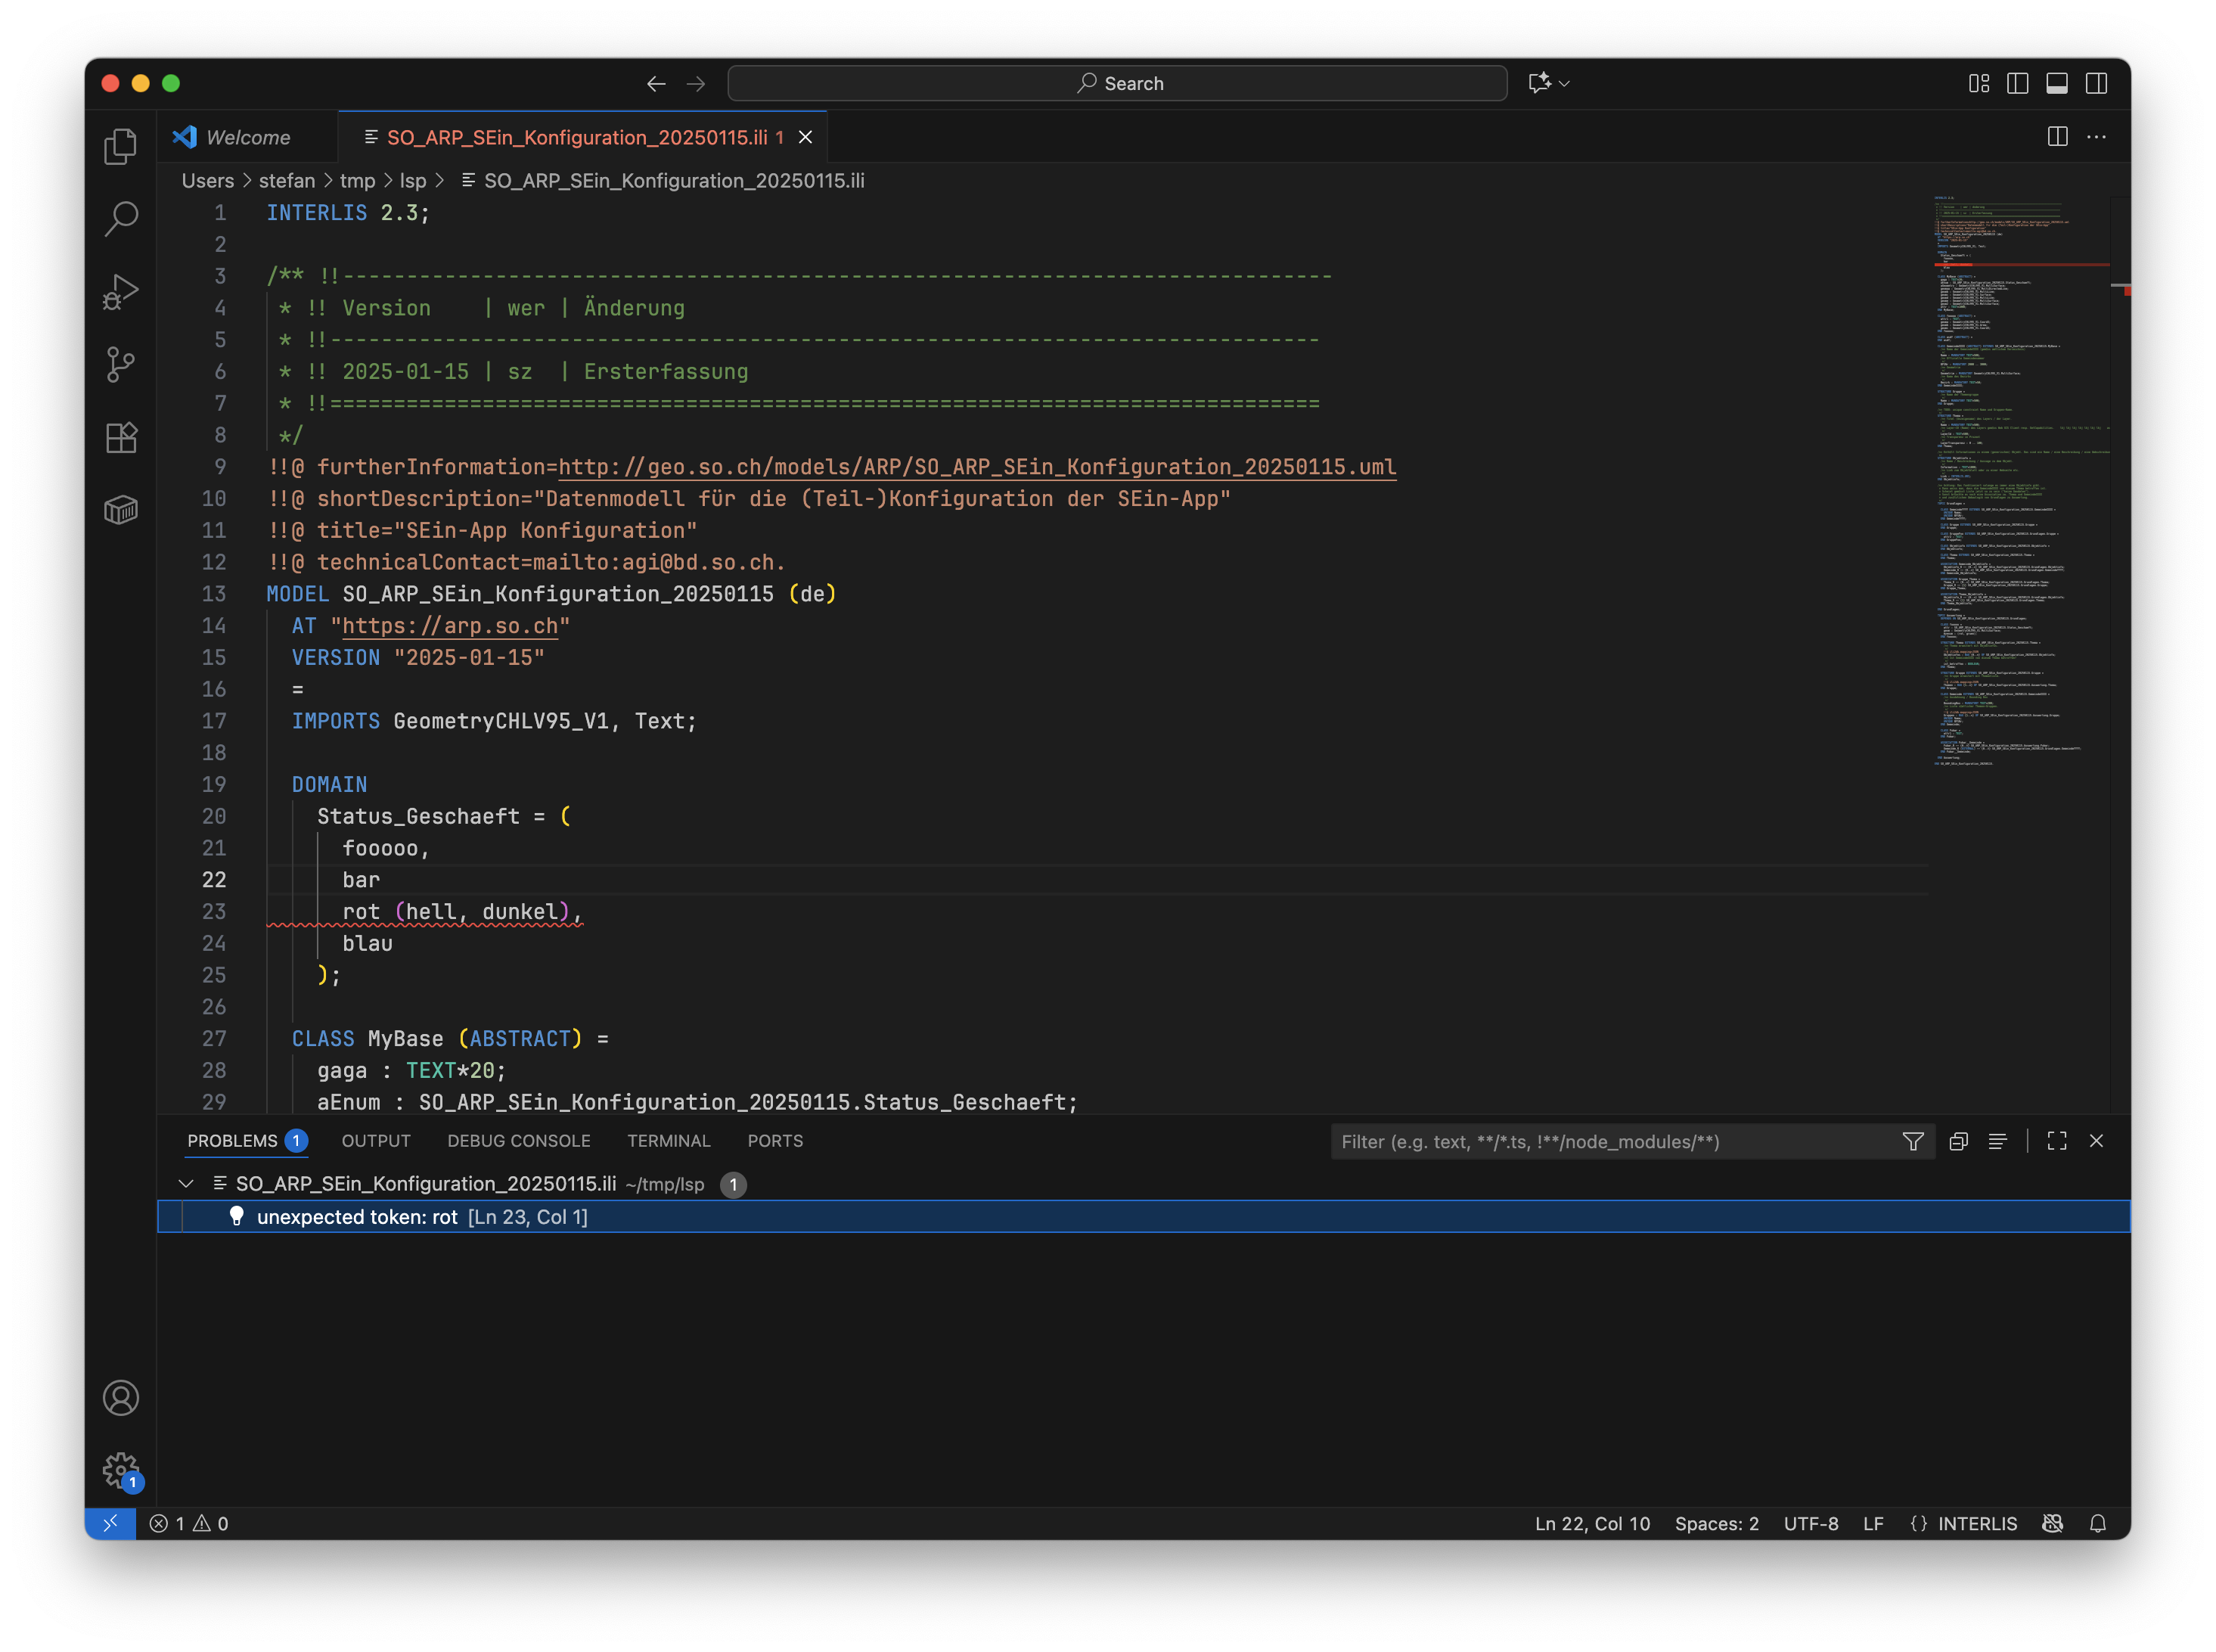 Search
Welcome
SO_ARP_SEin_Konfiguration_20250115.ili 1
Users > stefan > tmp > lsp > SO_ARP_SEin_Konfiguration_20250115.ili
1 INTERLIS 2.3;
2
3 /** !!------------------------------------------------------------------------------
4 * !! Version    | wer | Änderung
5 * !!------------------------------------------------------------------------------
6 * !! 2025-01-15 | sz  | Ersterfassung
7 * !!==============================================================================
8 */
9 !!@ furtherInformation=http://geo.so.ch/models/ARP/SO_ARP_SEin_Konfiguration_20250115.uml
10 !!@ shortDescription="Datenmodell für die (Teil-)Konfiguration der SEin-App"
11 !!@ title="SEin-App Konfiguration"
12 !!@ technicalContact=mailto:agi@bd.so.ch.
13 MODEL SO_ARP_SEin_Konfiguration_20250115 (de)
14 AT "https://arp.so.ch"
15 VERSION "2025-01-15"
16 =
17 IMPORTS GeometryCHLV95_V1, Text;
18
19 DOMAIN
20 Status_Geschaeft = (
21 fooooo,
22 bar
23 rot (hell, dunkel),
24 blau
25 );
26
27 CLASS MyBase (ABSTRACT) =
28 gaga : TEXT*20;
29 aEnum : SO_ARP_SEin_Konfiguration_20250115.Status_Geschaeft;
PROBLEMS 1 OUTPUT DEBUG CONSOLE TERMINAL PORTS
Filter (e.g. text, **/*.ts, !**/node_modules/**)
SO_ARP_SEin_Konfiguration_20250115.ili ~/tmp/lsp 1
unexpected token: rot [Ln 23, Col 1]
1
1 0
Ln 22, Col 10 Spaces: 2 UTF-8 LF {} INTERLIS